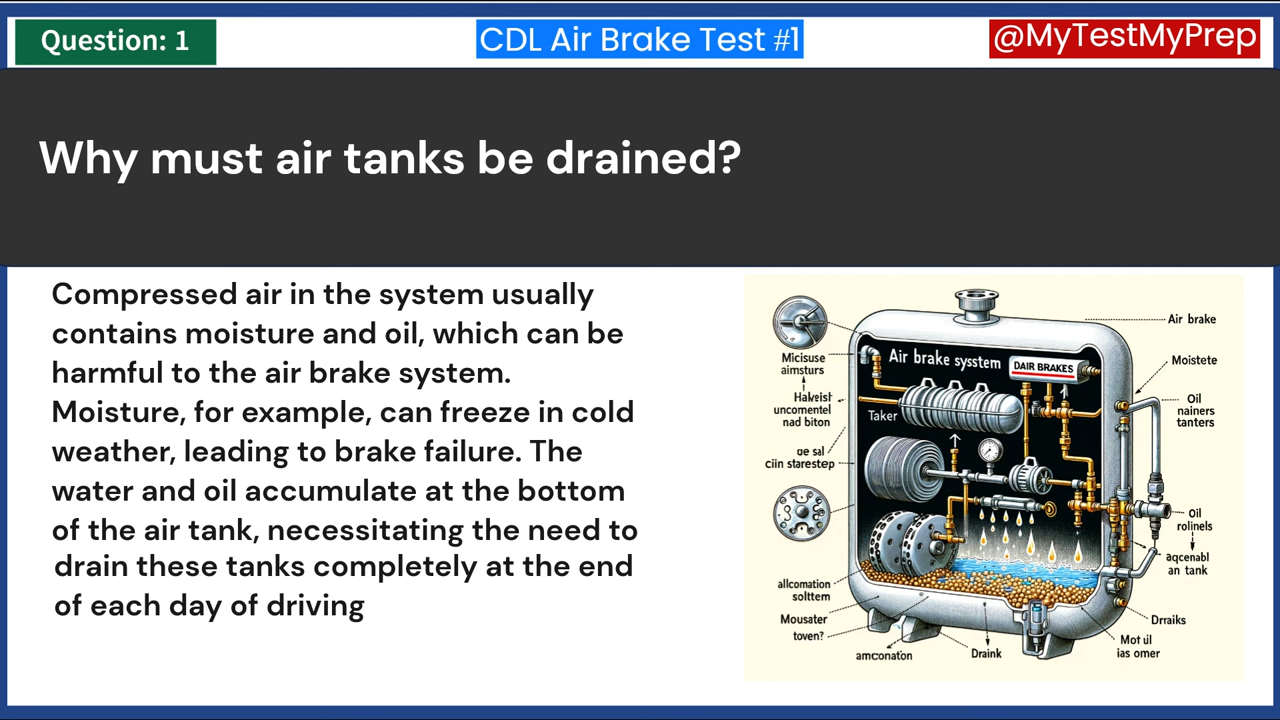 Question: 1
CDL Air Brake Test #1
@MyTestMyPrep
Why must air tanks be drained?
Compressed air in the system usually
contains moisture and oil, which can be
harmful to the air brake system.
Moisture, for example, can freeze in cold
weather, leading to brake failure. The
water and oil accumulate at the bottom
of the air tank, necessitating the need to
drain these tanks completely at the end
of each day of driving
Air brake sysstem
DAIR BRAKES
Taker
Micisuse
aimsturs
Halveist
uncomentel
nad biton
ɑe sal
ciin starestep
allcomation
solttem
Mousater
toven?
amcconation
Draink
Air brake
Moistete
Oil
nainers
tanters
Oil
rolinels
aqcenabl
an tank
Drraiks
Mot uil
ias omer